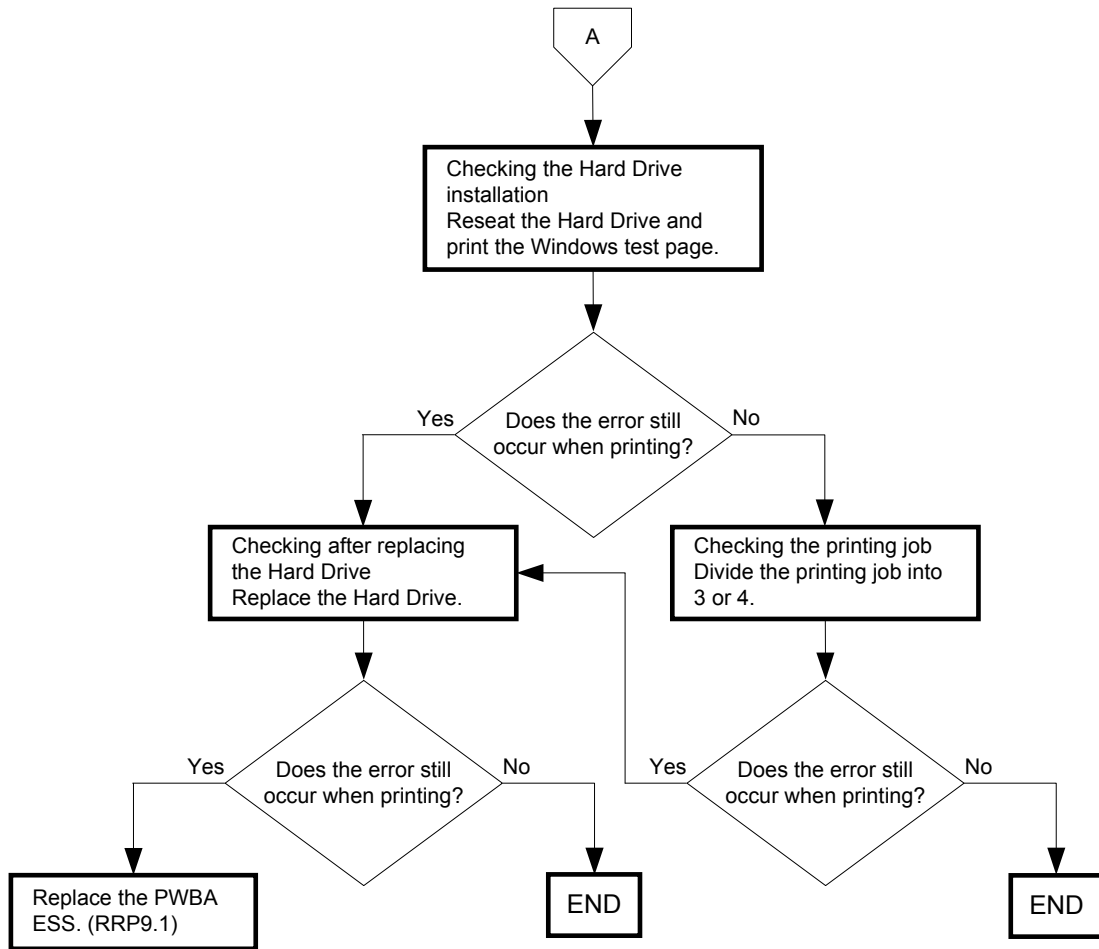 A
Checking the Hard Drive
installation
Reseat the Hard Drive and
print the Windows test page.
Yes
Does the error still
occur when printing?
No
Checking after replacing
the Hard Drive
Replace the Hard Drive.
Checking the printing job
Divide the printing job into
3 or 4.
Yes
Does the error still
occur when printing?
No
Yes
Does the error still
occur when printing?
No
Replace the PWBA
ESS. (RRP9.1)
END
END